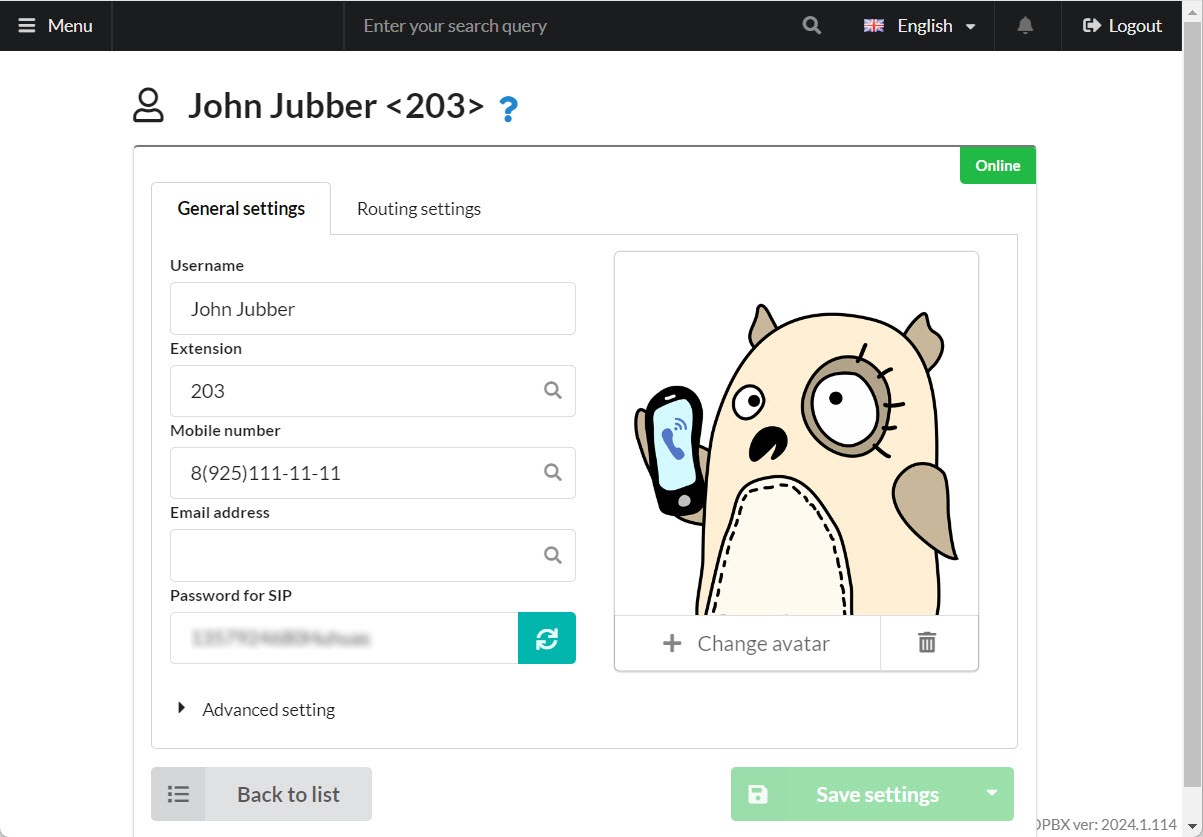 Menu
Enter your search query
English
Logout
John Jubber <203> ?
Online
General settings
Routing settings
Username
John Jubber
Extension
203
Mobile number
8(925)111-11-11
Email address
Password for SIP
Change avatar
Advanced setting
Back to list
Save settings
PBX ver: 2024.1.114